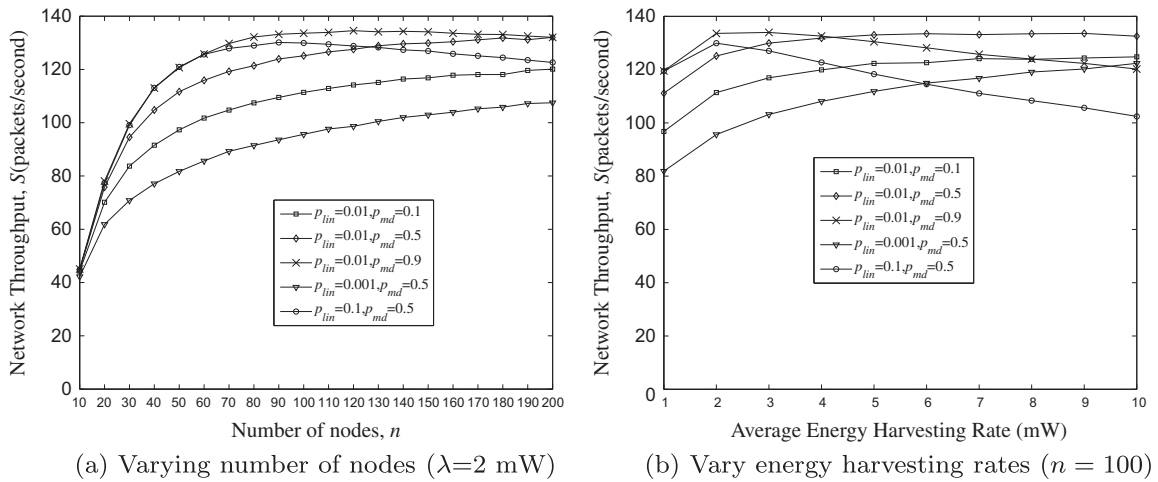 Network Throughput, S(packets/second)
140
120
100
80
60
40
20
0
10 20 30 40 50 60 70 80 90 100 110 120 130 140 150 160 170 180 190 200
Number of nodes, n
p_lin=0.01,p_md=0.1
p_lin=0.01,p_md=0.5
p_lin=0.01,p_md=0.9
p_lin=0.001,p_md=0.5
p_lin=0.1,p_md=0.5
(a) Varying number of nodes (λ=2 mW)
Network Throughput, S(packets/second)
140
120
100
80
60
40
20
0
1 2 3 4 5 6 7 8 9 10
Average Energy Harvesting Rate (mW)
p_lin=0.01,p_md=0.1
p_lin=0.01,p_md=0.5
p_lin=0.01,p_md=0.9
p_lin=0.001,p_md=0.5
p_lin=0.1,p_md=0.5
(b) Vary energy harvesting rates (n = 100)